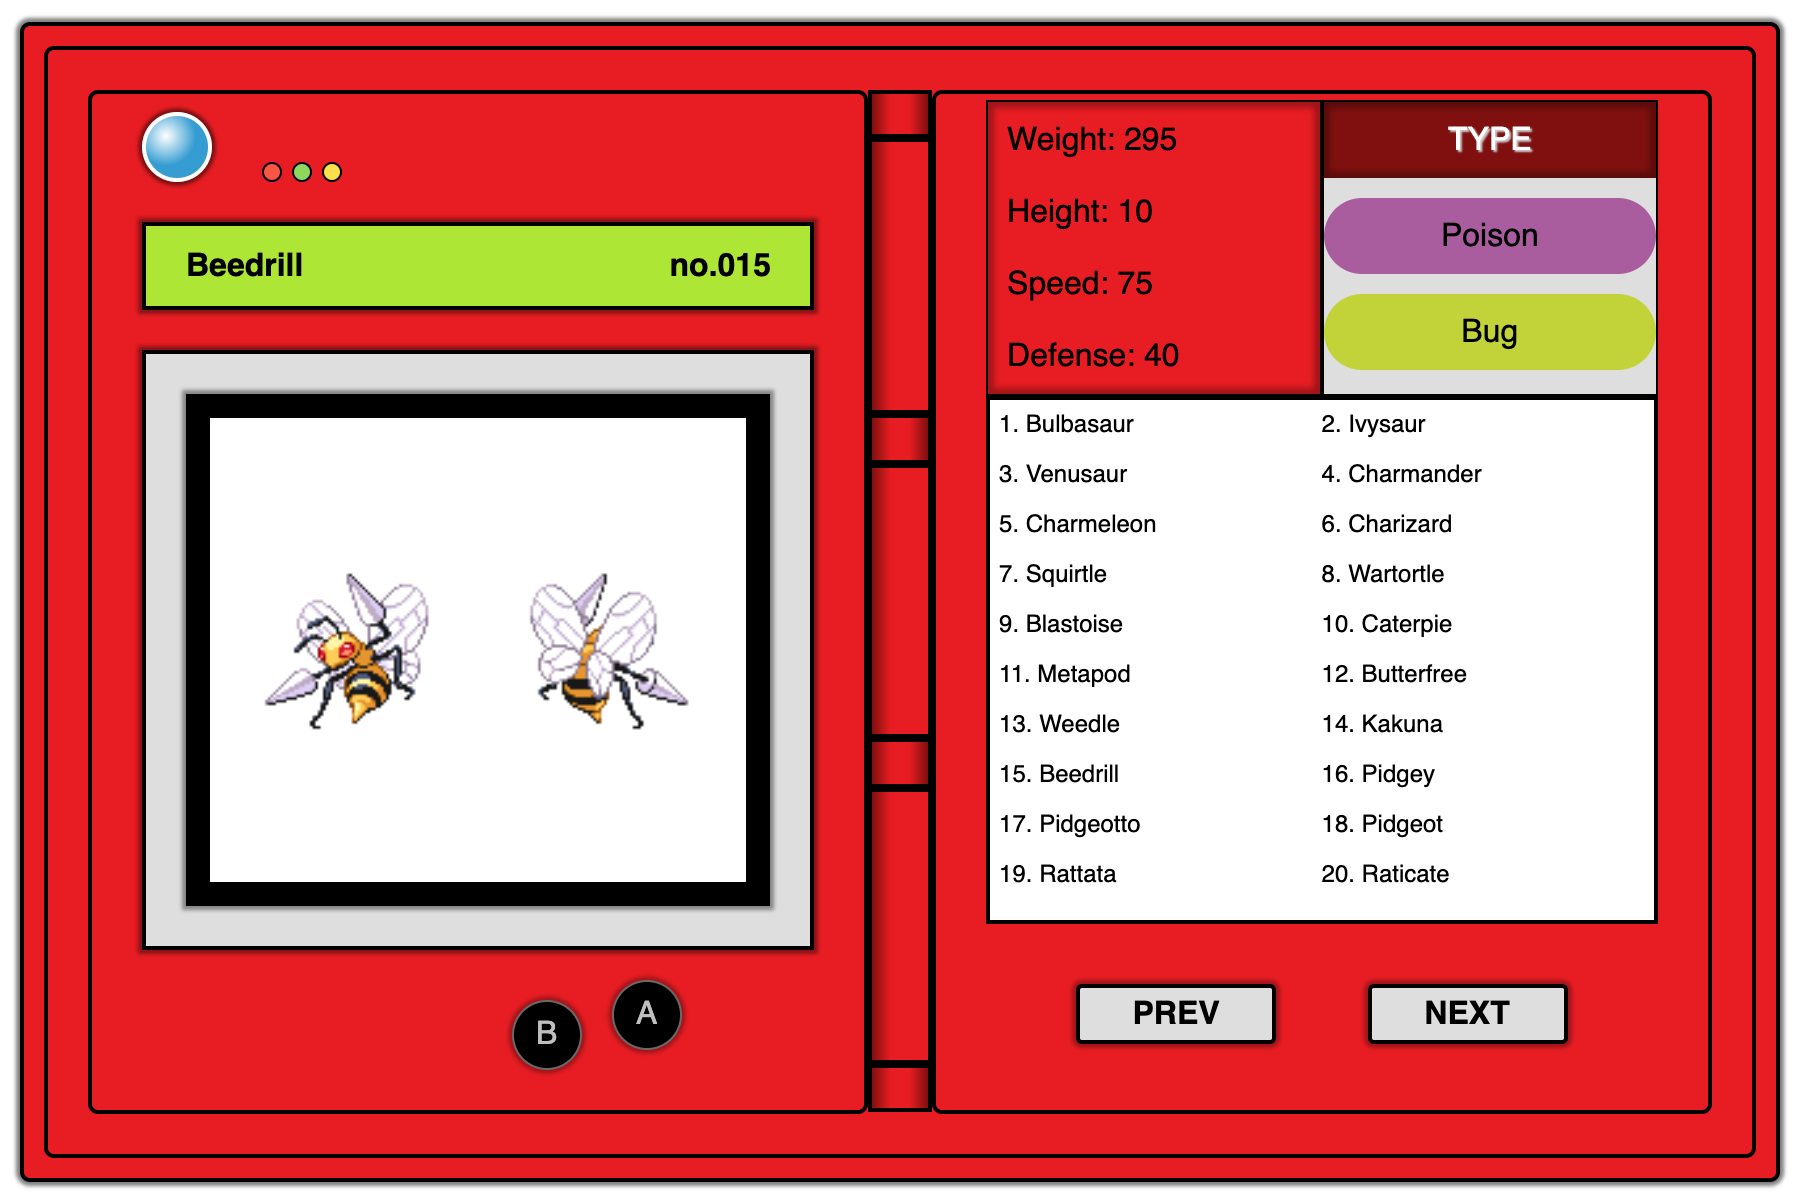 Beedrill no.015
B
A
Weight: 295
Height: 10
Speed: 75
Defense: 40
TYPE
Poison
Bug
1. Bulbasaur 2. Ivysaur
3. Venusaur 4. Charmander
5. Charmeleon 6. Charizard
7. Squirtle 8. Wartortle
9. Blastoise 10. Caterpie
11. Metapod 12. Butterfree
13. Weedle 14. Kakuna
15. Beedrill 16. Pidgey
17. Pidgeotto 18. Pidgeot
19. Rattata 20. Raticate
PREV NEXT